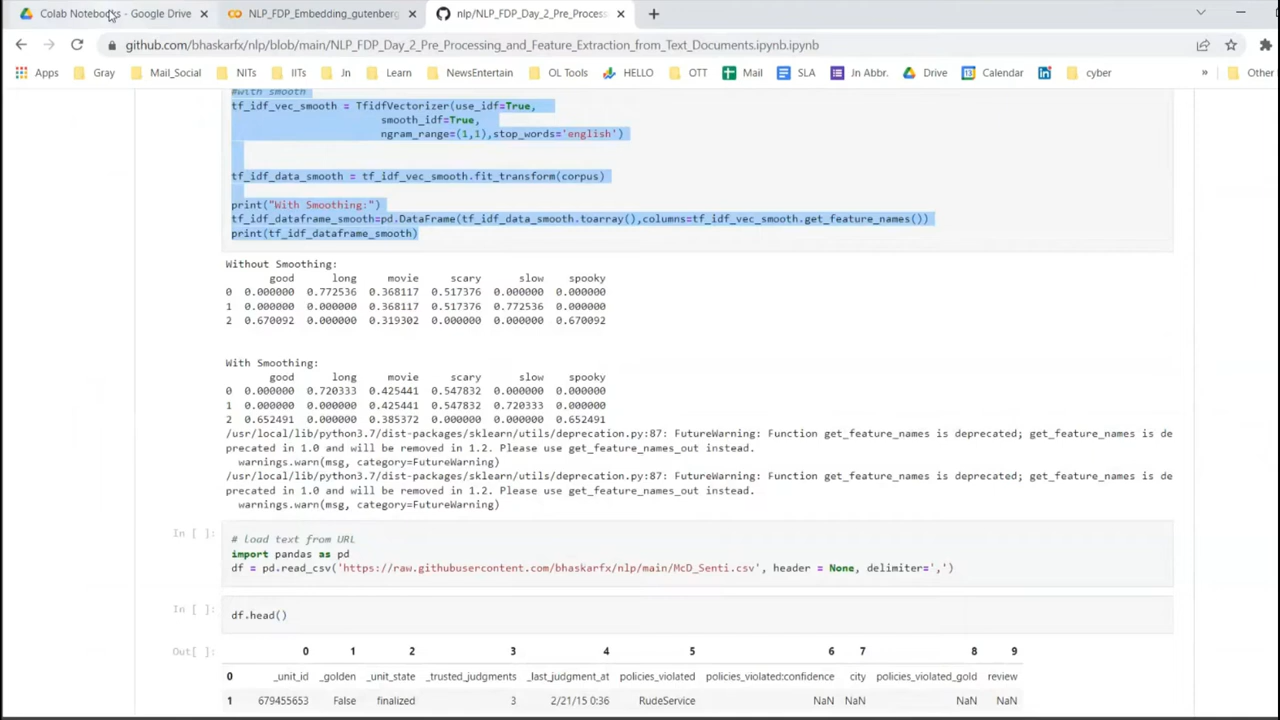 Colab Notebooks - Google Drive
NLP_FDP_Embedding_gutenberg
nlp/NLP_FDP_Day_2_Pre_Process
github.com/bhaskarfx/nlp/blob/main/NLP_FDP_Day_2_Pre_Processing_and_Feature_Extraction_from_Text_Documents.ipynb.ipynb
Apps Gray Mail_Social NITs IITs Jn Learn NewsEntertain OL Tools HELLO OTT Mail SLA Jn Abbr. Drive Calendar cyber » Other
#with smooth
tf_idf_vec_smooth = TfidfVectorizer(use_idf=True,
smooth_idf=True,
ngram_range=(1,1),stop_words='english')
tf_idf_data_smooth = tf_idf_vec_smooth.fit_transform(corpus)
print("With Smoothing:")
tf_idf_dataframe_smooth=pd.DataFrame(tf_idf_data_smooth.toarray(),columns=tf_idf_vec_smooth.get_feature_names())
print(tf_idf_dataframe_smooth)
Without Smoothing:
good long movie scary slow spooky
0 0.000000 0.772536 0.368117 0.517376 0.000000 0.000000
1 0.000000 0.000000 0.368117 0.517376 0.772536 0.000000
2 0.670092 0.000000 0.319302 0.000000 0.000000 0.670092
With Smoothing:
good long movie scary slow spooky
0 0.000000 0.720333 0.425441 0.547832 0.000000 0.000000
1 0.000000 0.000000 0.425441 0.547832 0.720333 0.000000
2 0.652491 0.000000 0.385372 0.000000 0.000000 0.652491
/usr/local/lib/python3.7/dist-packages/sklearn/utils/deprecation.py:87: FutureWarning: Function get_feature_names is deprecated; get_feature_names is de
precated in 1.0 and will be removed in 1.2. Please use get_feature_names_out instead.
warnings.warn(msg, category=FutureWarning)
/usr/local/lib/python3.7/dist-packages/sklearn/utils/deprecation.py:87: FutureWarning: Function get_feature_names is deprecated; get_feature_names is de
precated in 1.0 and will be removed in 1.2. Please use get_feature_names_out instead.
warnings.warn(msg, category=FutureWarning)
In [ ]:
# load text from URL
import pandas as pd
df = pd.read_csv('https://raw.githubusercontent.com/bhaskarfx/nlp/main/McD_Senti.csv', header = None, delimiter=',')
In [ ]:
df.head()
Out[ ]: 0 1 2 3 4 5 6 7 8 9
0 _unit_id _golden _unit_state _trusted_judgments _last_judgment_at policies_violated policies_violated:confidence city policies_violated_gold review
1 679455653 False finalized 3 2/21/15 0:36 RudeService NaN NaN NaN NaN